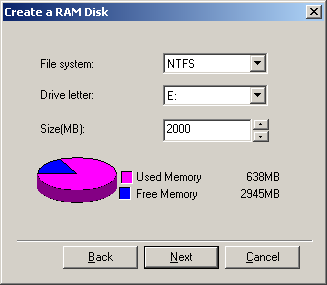 Create a RAM Disk
File system: NTFS
Drive letter: E:
Size(MB): 2000
Used Memory 638MB
Free Memory 2945MB
Back Next Cancel